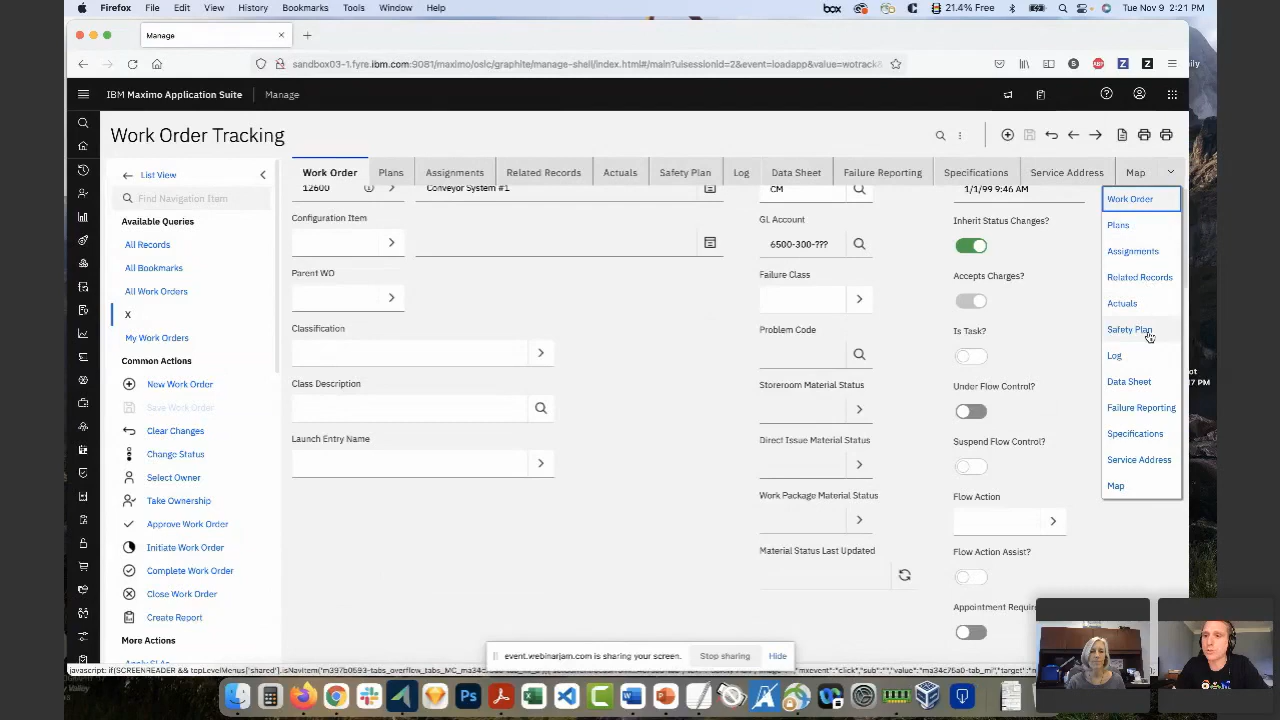 Firefox File Edit View History Bookmarks Tools Window Help
box
21.4% Free
Tue Nov 9 2:21 PM
Manage
sandbox03-1.fyre.ibm.com:9081/maximo/oslc/graphite/manage-shell/index.html#/main?uisessionid=2&event=loadapp&value=wotrack&
IBM Maximo Application Suite Manage
Work Order Tracking
List View
Find Navigation Item
Available Queries
All Records
All Bookmarks
All Work Orders
X
My Work Orders
Common Actions
New Work Order
Save Work Order
Clear Changes
Change Status
Select Owner
Take Ownership
Approve Work Order
Initiate Work Order
Complete Work Order
Close Work Order
Create Report
More Actions
Work Order Plans Assignments Related Records Actuals Safety Plan Log Data Sheet Failure Reporting Specifications Service Address Map
12600
Conveyor System #1.
Configuration Item
Parent WO
Classification
Class Description
Launch Entry Name
CM
GL Account
6500-300-???
Failure Class
Problem Code
Storeroom Material Status
Direct Issue Material Status
Work Package Material Status
Material Status Last Updated
1/1/99 9:46 AM
Inherit Status Changes?
Accepts Charges?
Is Task?
Under Flow Control?
Suspend Flow Control?
Flow Action
Flow Action Assist?
Work Order
Plans
Assignments
Related Records
Actuals
Safety Plan
Log
Data Sheet
Failure Reporting
Specifications
Service Address
Map
event.webinarjam.com is sharing your screen. Stop sharing Hide
Valley